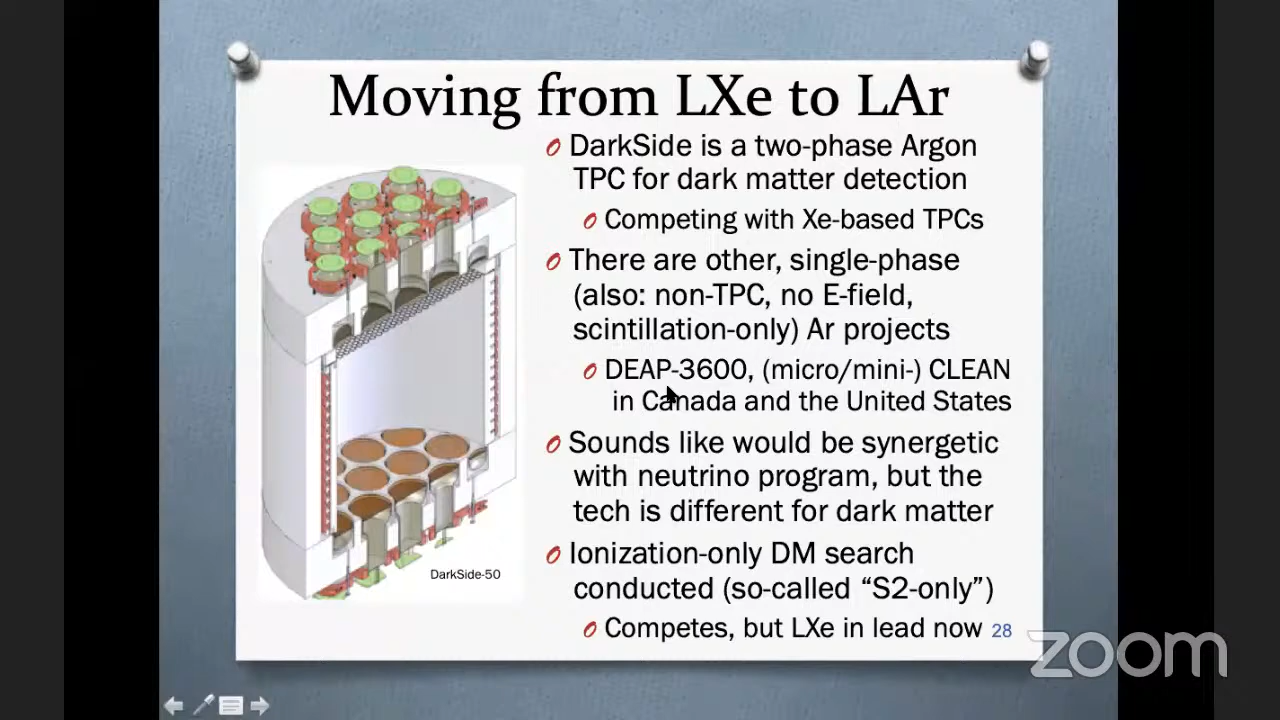 Moving from LXe to LAr
DarkSide is a two-phase Argon
TPC for dark matter detection
Competing with Xe-based TPCs
There are other, single-phase
(also: non-TPC, no E-field,
scintillation-only) Ar projects
DEAP-3600, (micro/mini-) CLEAN
in Canada and the United States
Sounds like would be synergetic
with neutrino program, but the
tech is different for dark matter
Ionization-only DM search
conducted (so-called “S2-only”)
Competes, but LXe in lead now
DarkSide-50
28
zoom